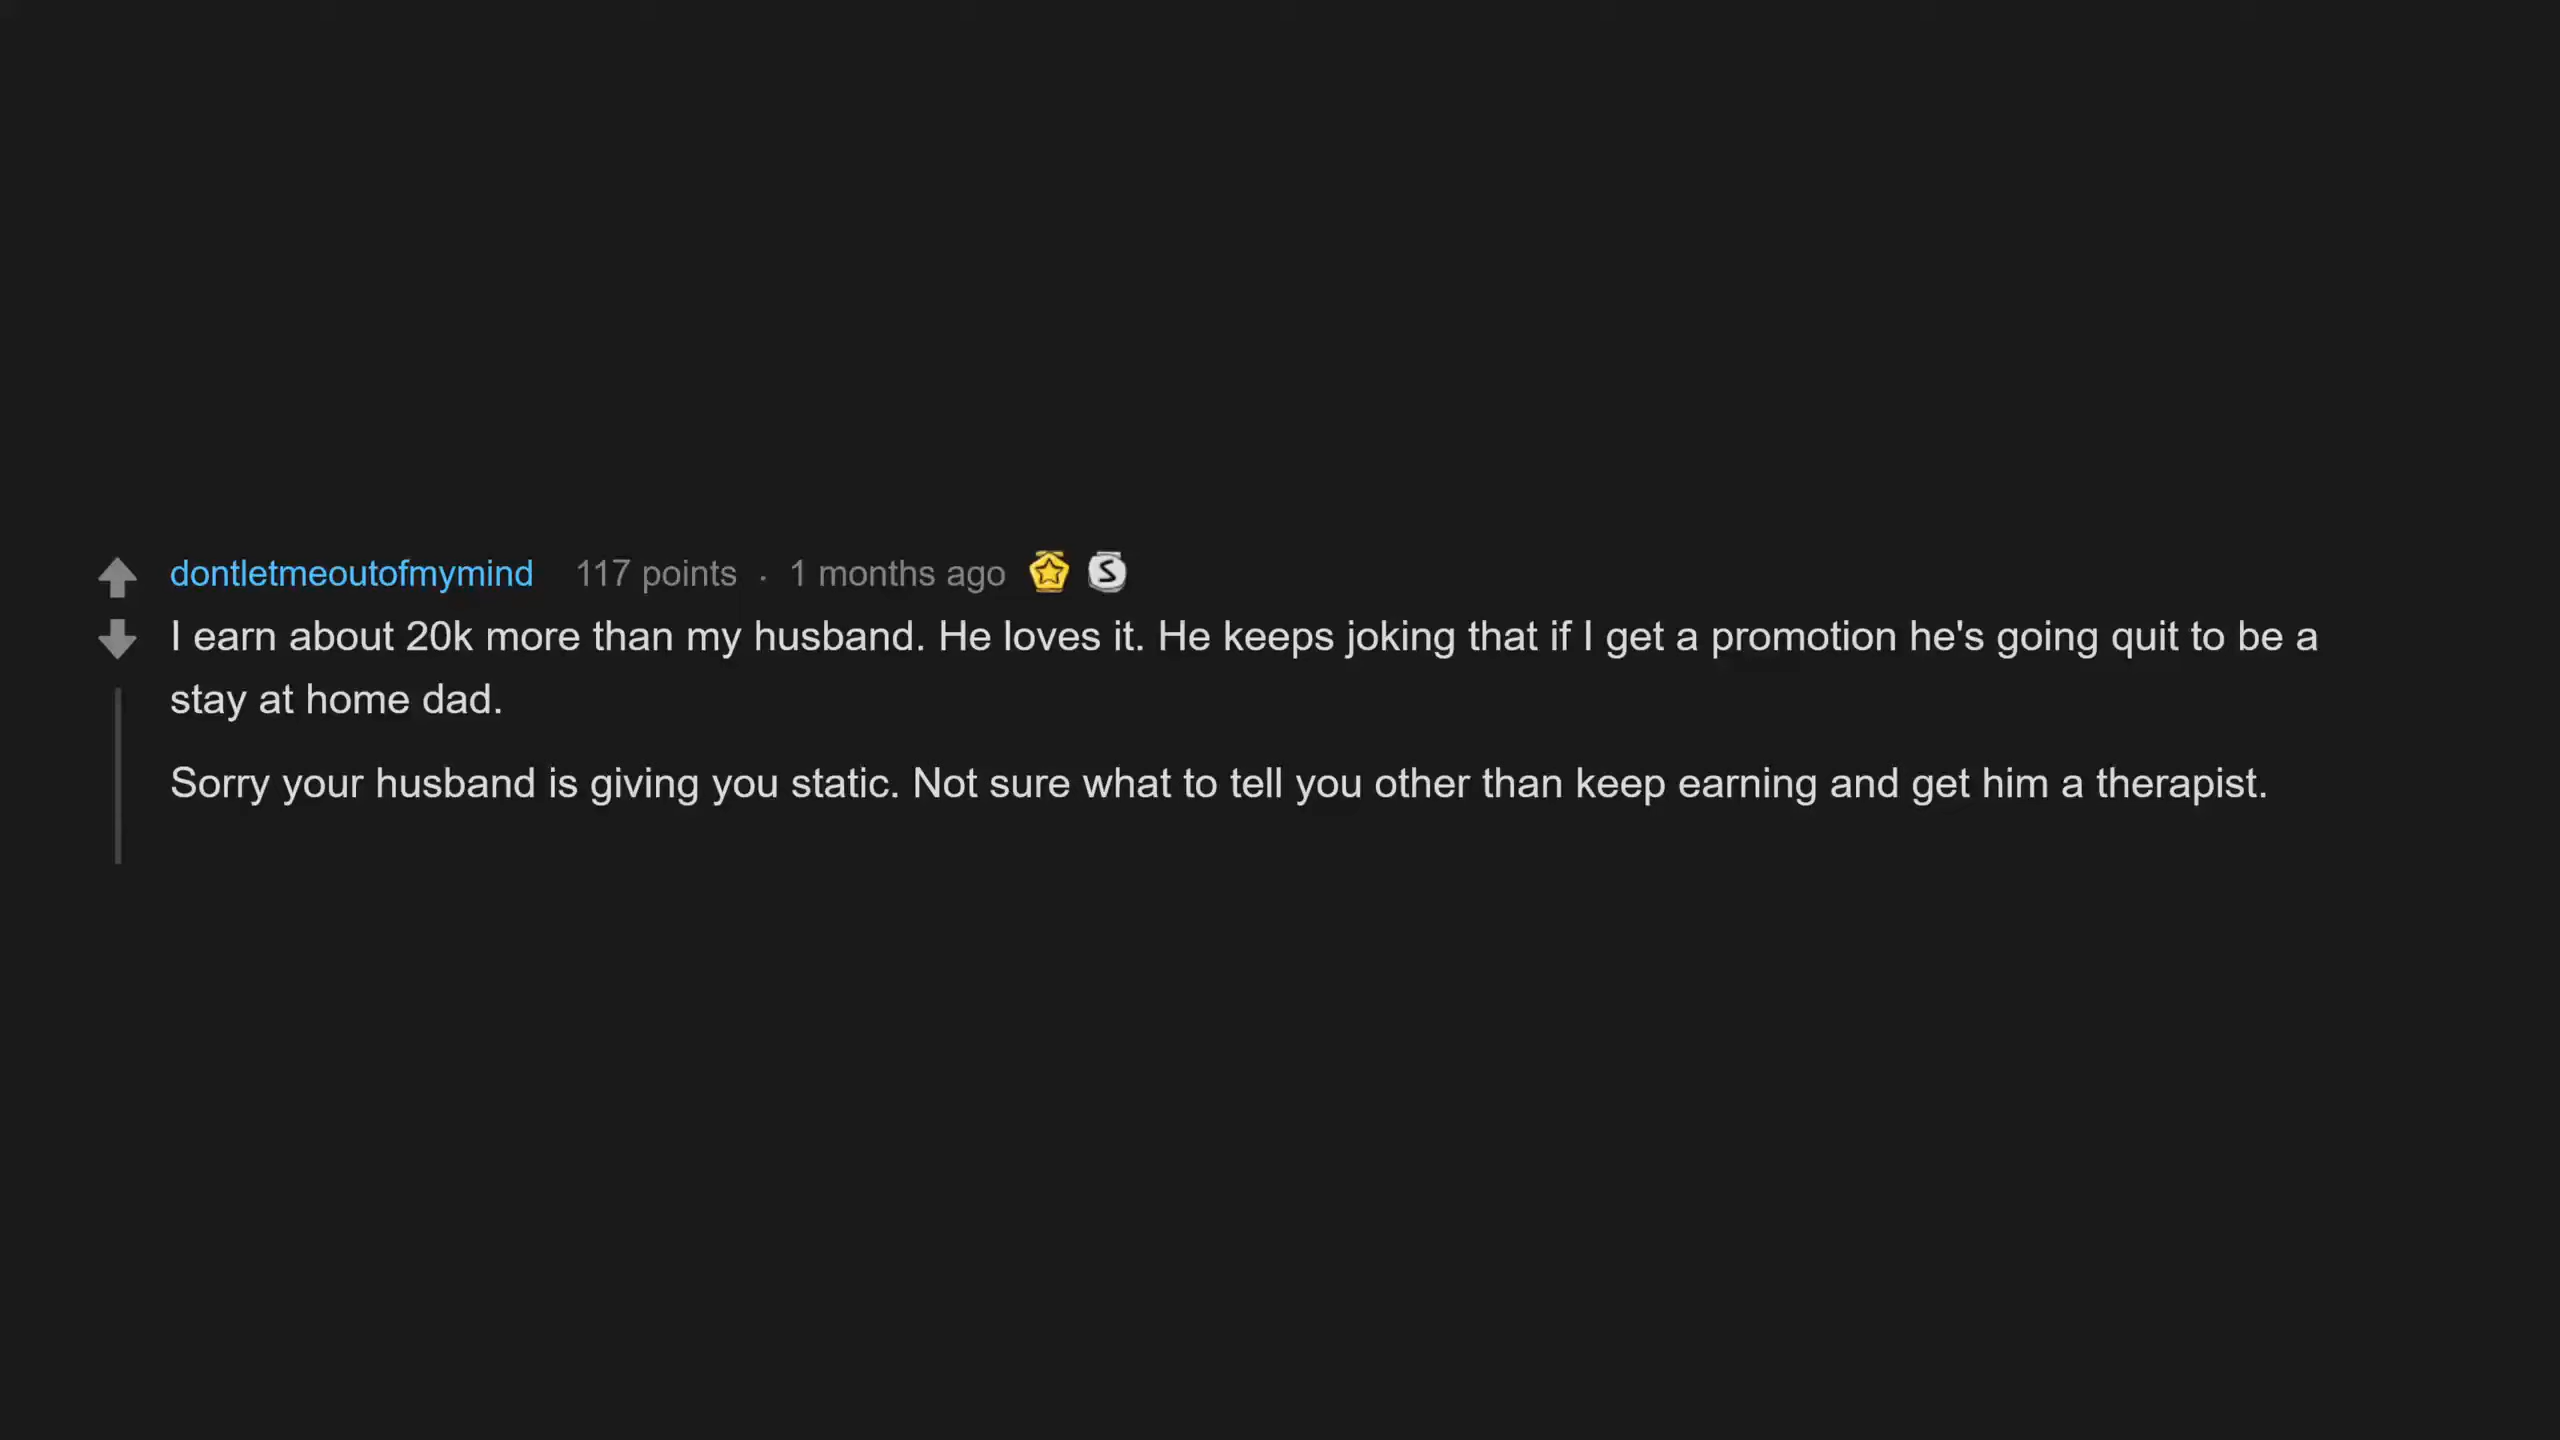 dontletmeoutofmymind 117 points · 1 months ago S
I earn about 20k more than my husband. He loves it. He keeps joking that if I get a promotion he's going quit to be a
stay at home dad.
Sorry your husband is giving you static. Not sure what to tell you other than keep earning and get him a therapist.